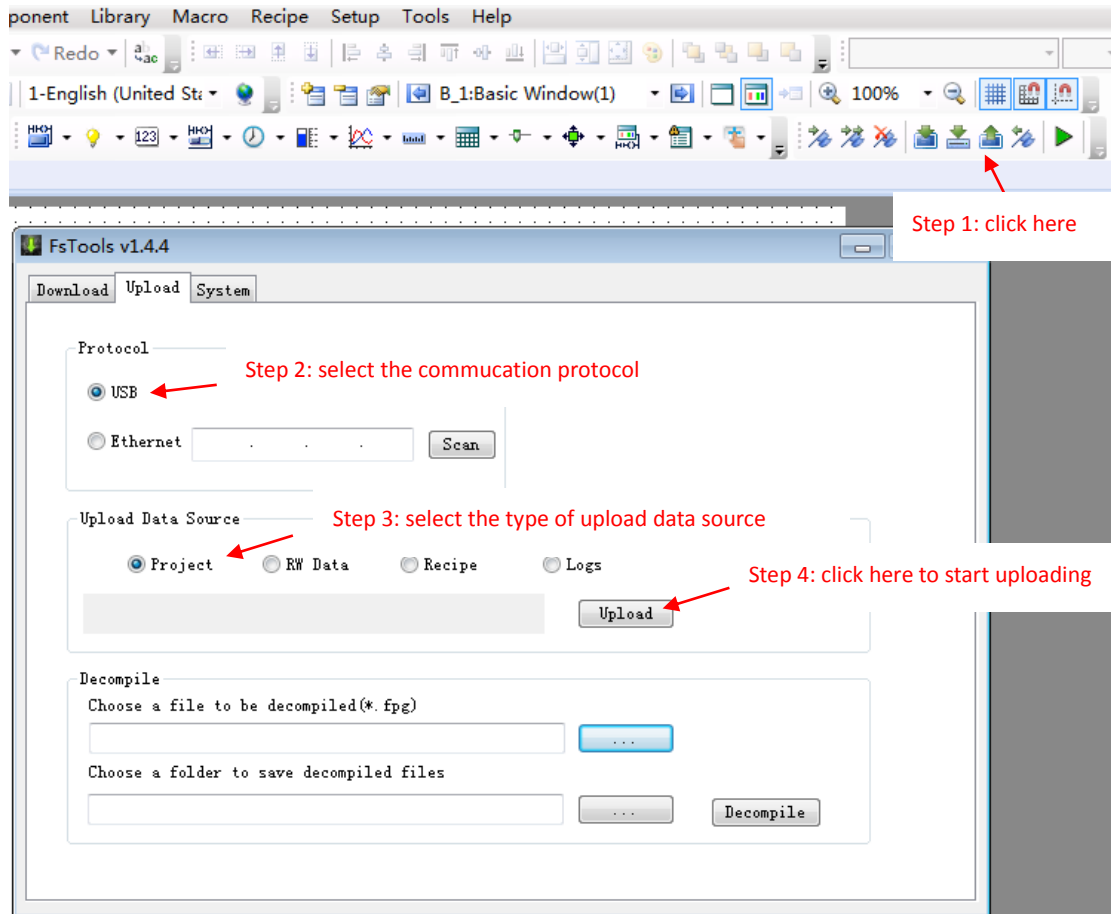 ponent Library Macro Recipe Setup Tools Help
Redo
1-English (United Sta B_1:Basic Window(1) 100%
123
Step 1: click here
FsTools v1.4.4
Download Upload System
Protocol
Step 2: select the commucation protocol
USB
Ethernet . . . Scan
Upload Data Source
Step 3: select the type of upload data source
Project RW Data Recipe Logs
Step 4: click here to start uploading
Upload
Decompile
Choose a file to be decompiled(*.fpg)
...
Choose a folder to save decompiled files
... Decompile